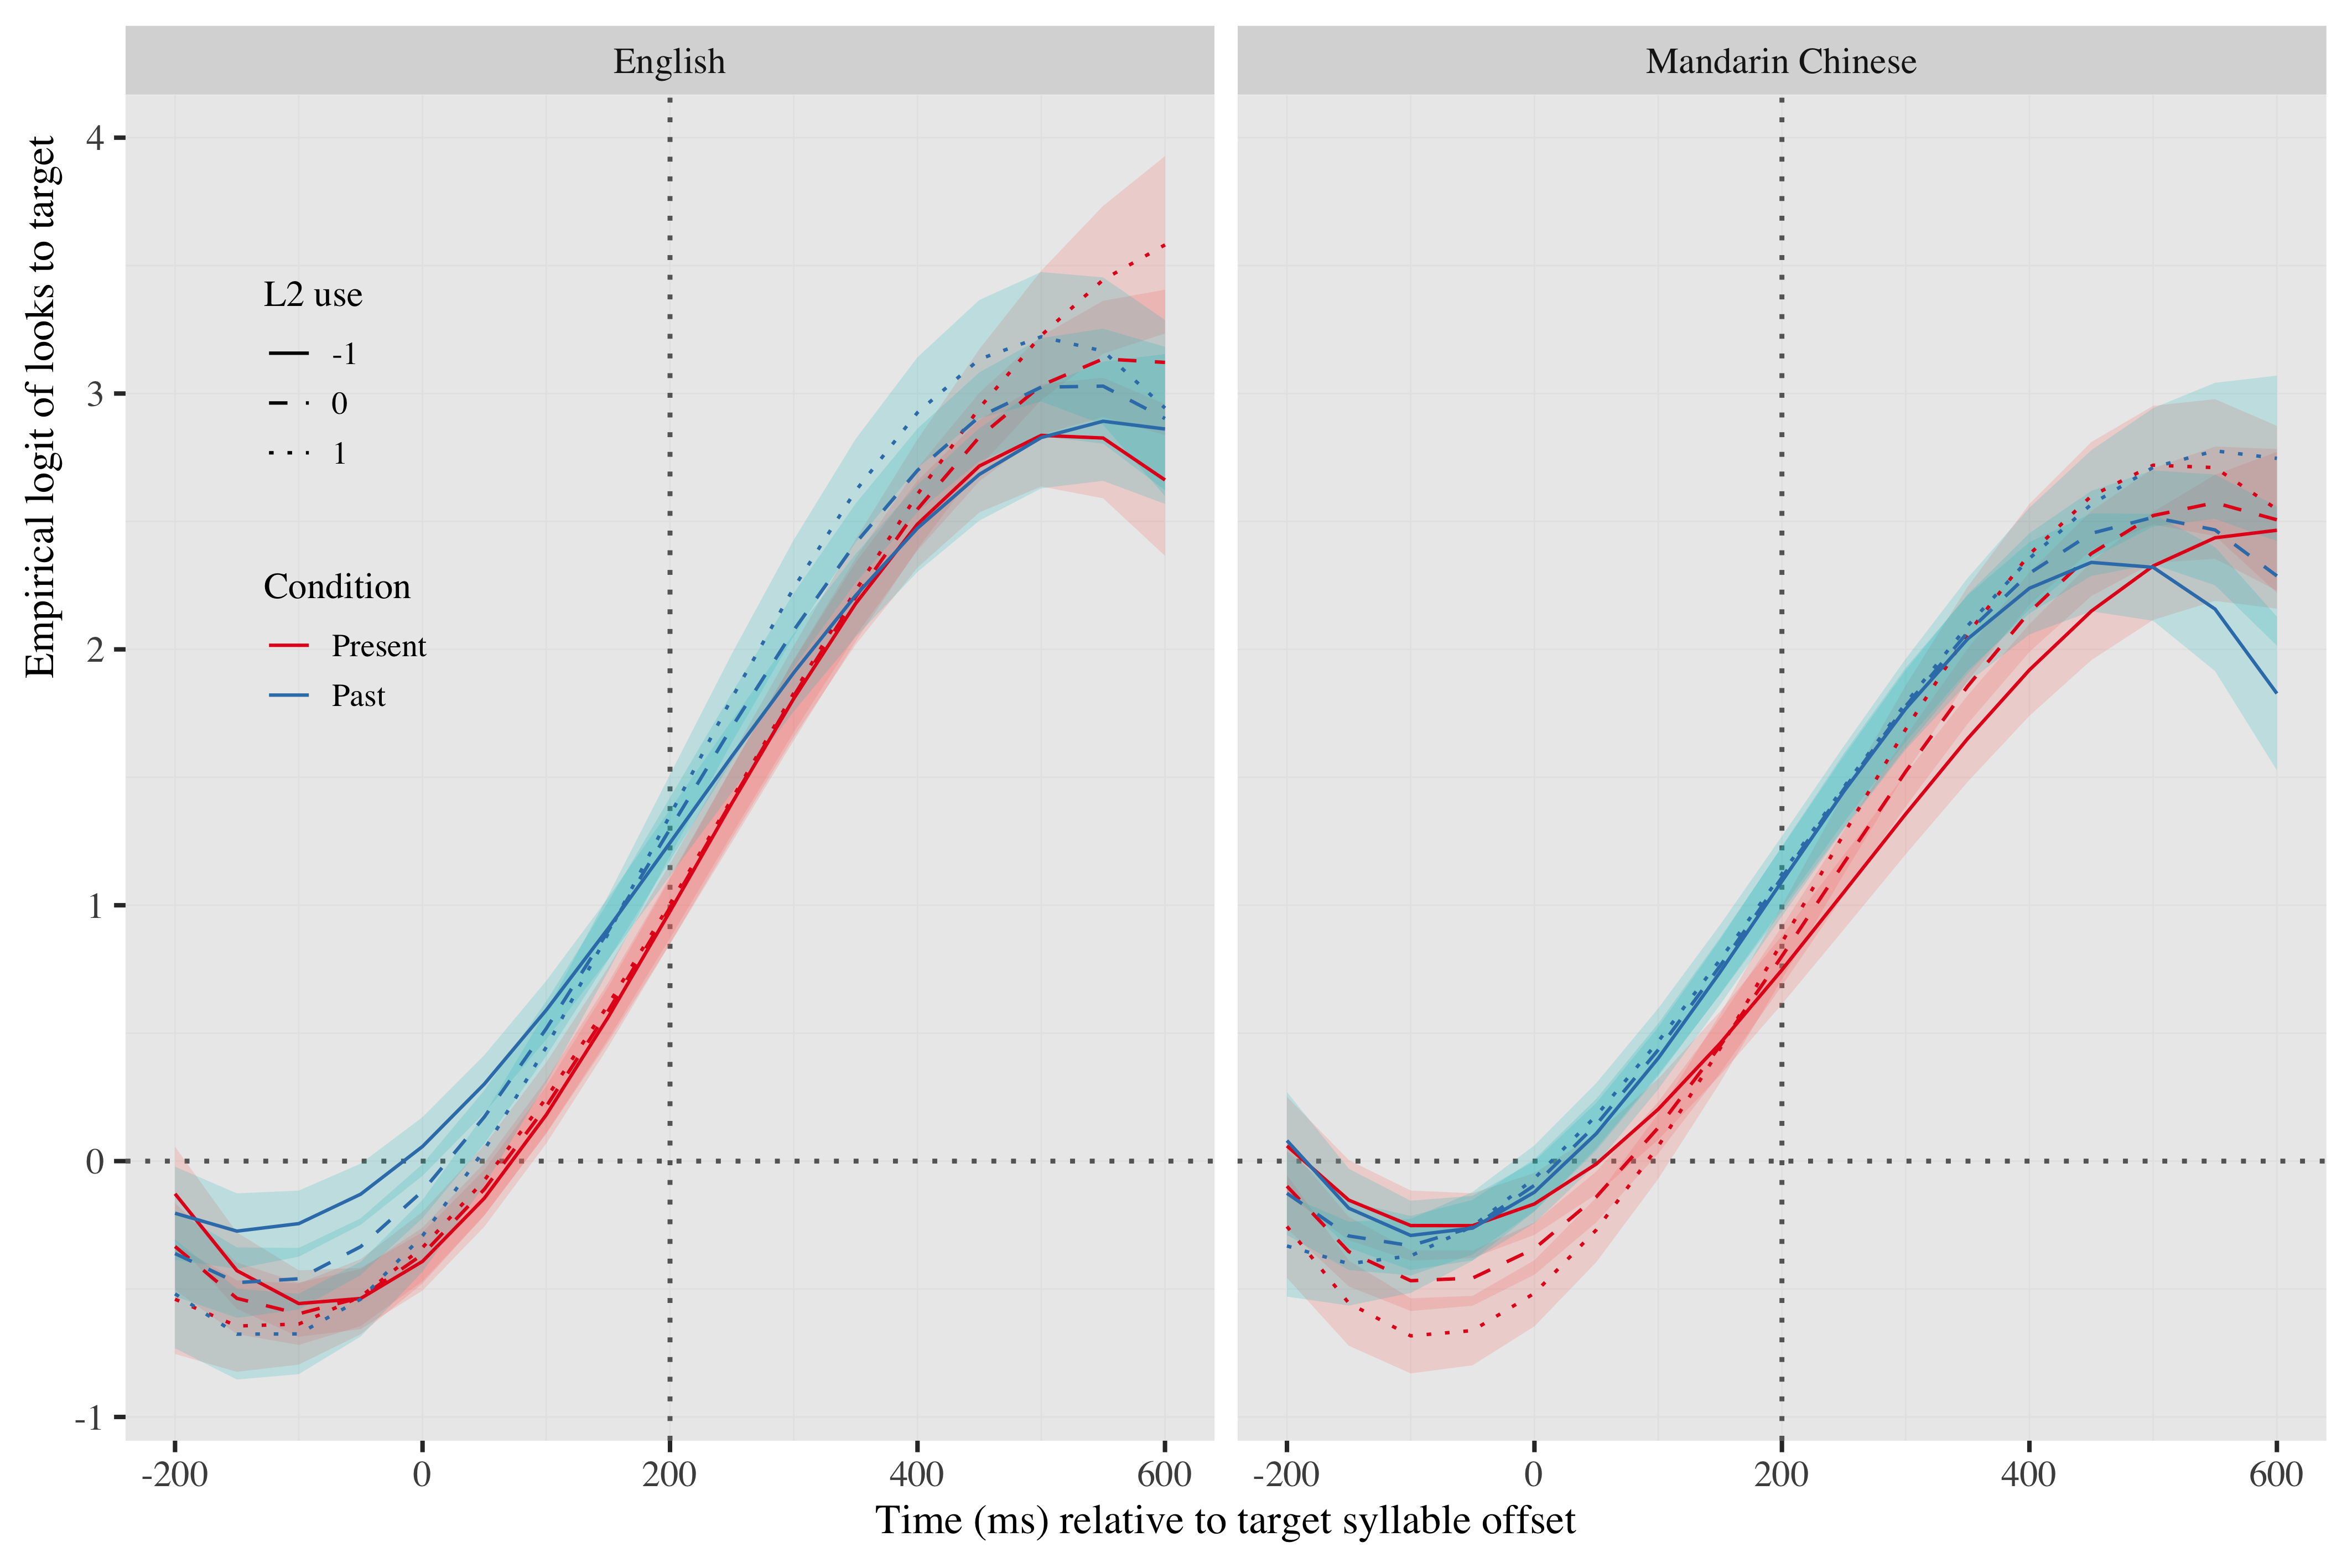 English
Mandarin Chinese
Empirical logit of looks to target
4
3
2
1
0
-1
L2 use
-1
0
1
Condition
Present
Past
-200
0
200
400
600
-200
0
200
400
600
Time (ms) relative to target syllable offset